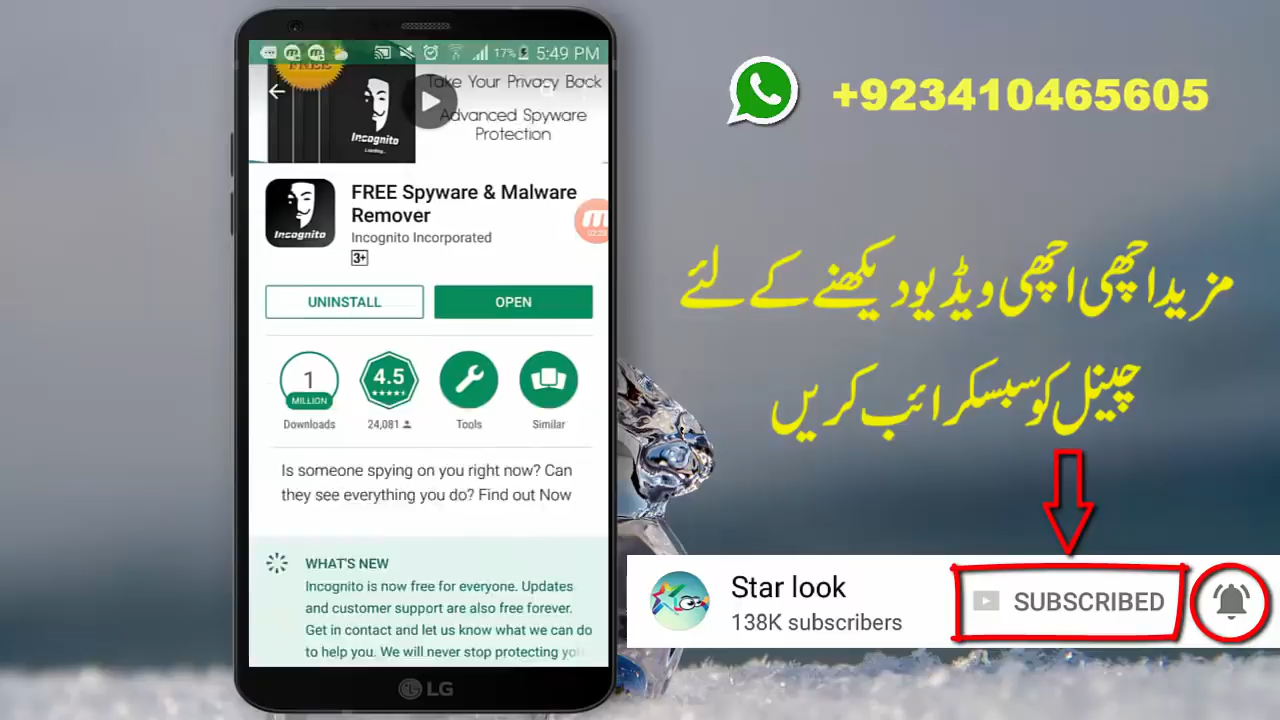 17% 5:49 PM
FREE
Take Your Privacy Back
Advanced Spyware
Protection
Incognito
Loading...
Incognito
FREE Spyware & Malware
Remover
Incognito Incorporated
3+
02:28
UNINSTALL
OPEN
1
MILLION
Downloads
4.5
24,081
Tools
Similar
Is someone spying on you right now? Can
they see everything you do? Find out Now
WHAT'S NEW
Incognito is now free for everyone. Updates
and customer support are also free forever.
Get in contact and let us know what we can do
to help you. We will never stop protecting you
LG
+923410465605
مزید اچھی اچھی ویڈیو دیکھنے کے لئے
چینل کو سبسکرائب کریں
Star look
138K subscribers
SUBSCRIBED